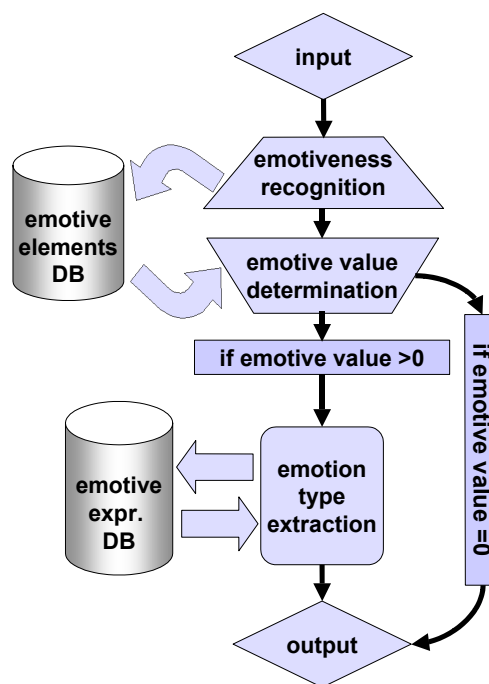 input
emotiveness
recognition
emotive
elements
DB
emotive value
determination
if emotive value >0
if emotive value =0
emotive
expr.
DB
emotion
type
extraction
output